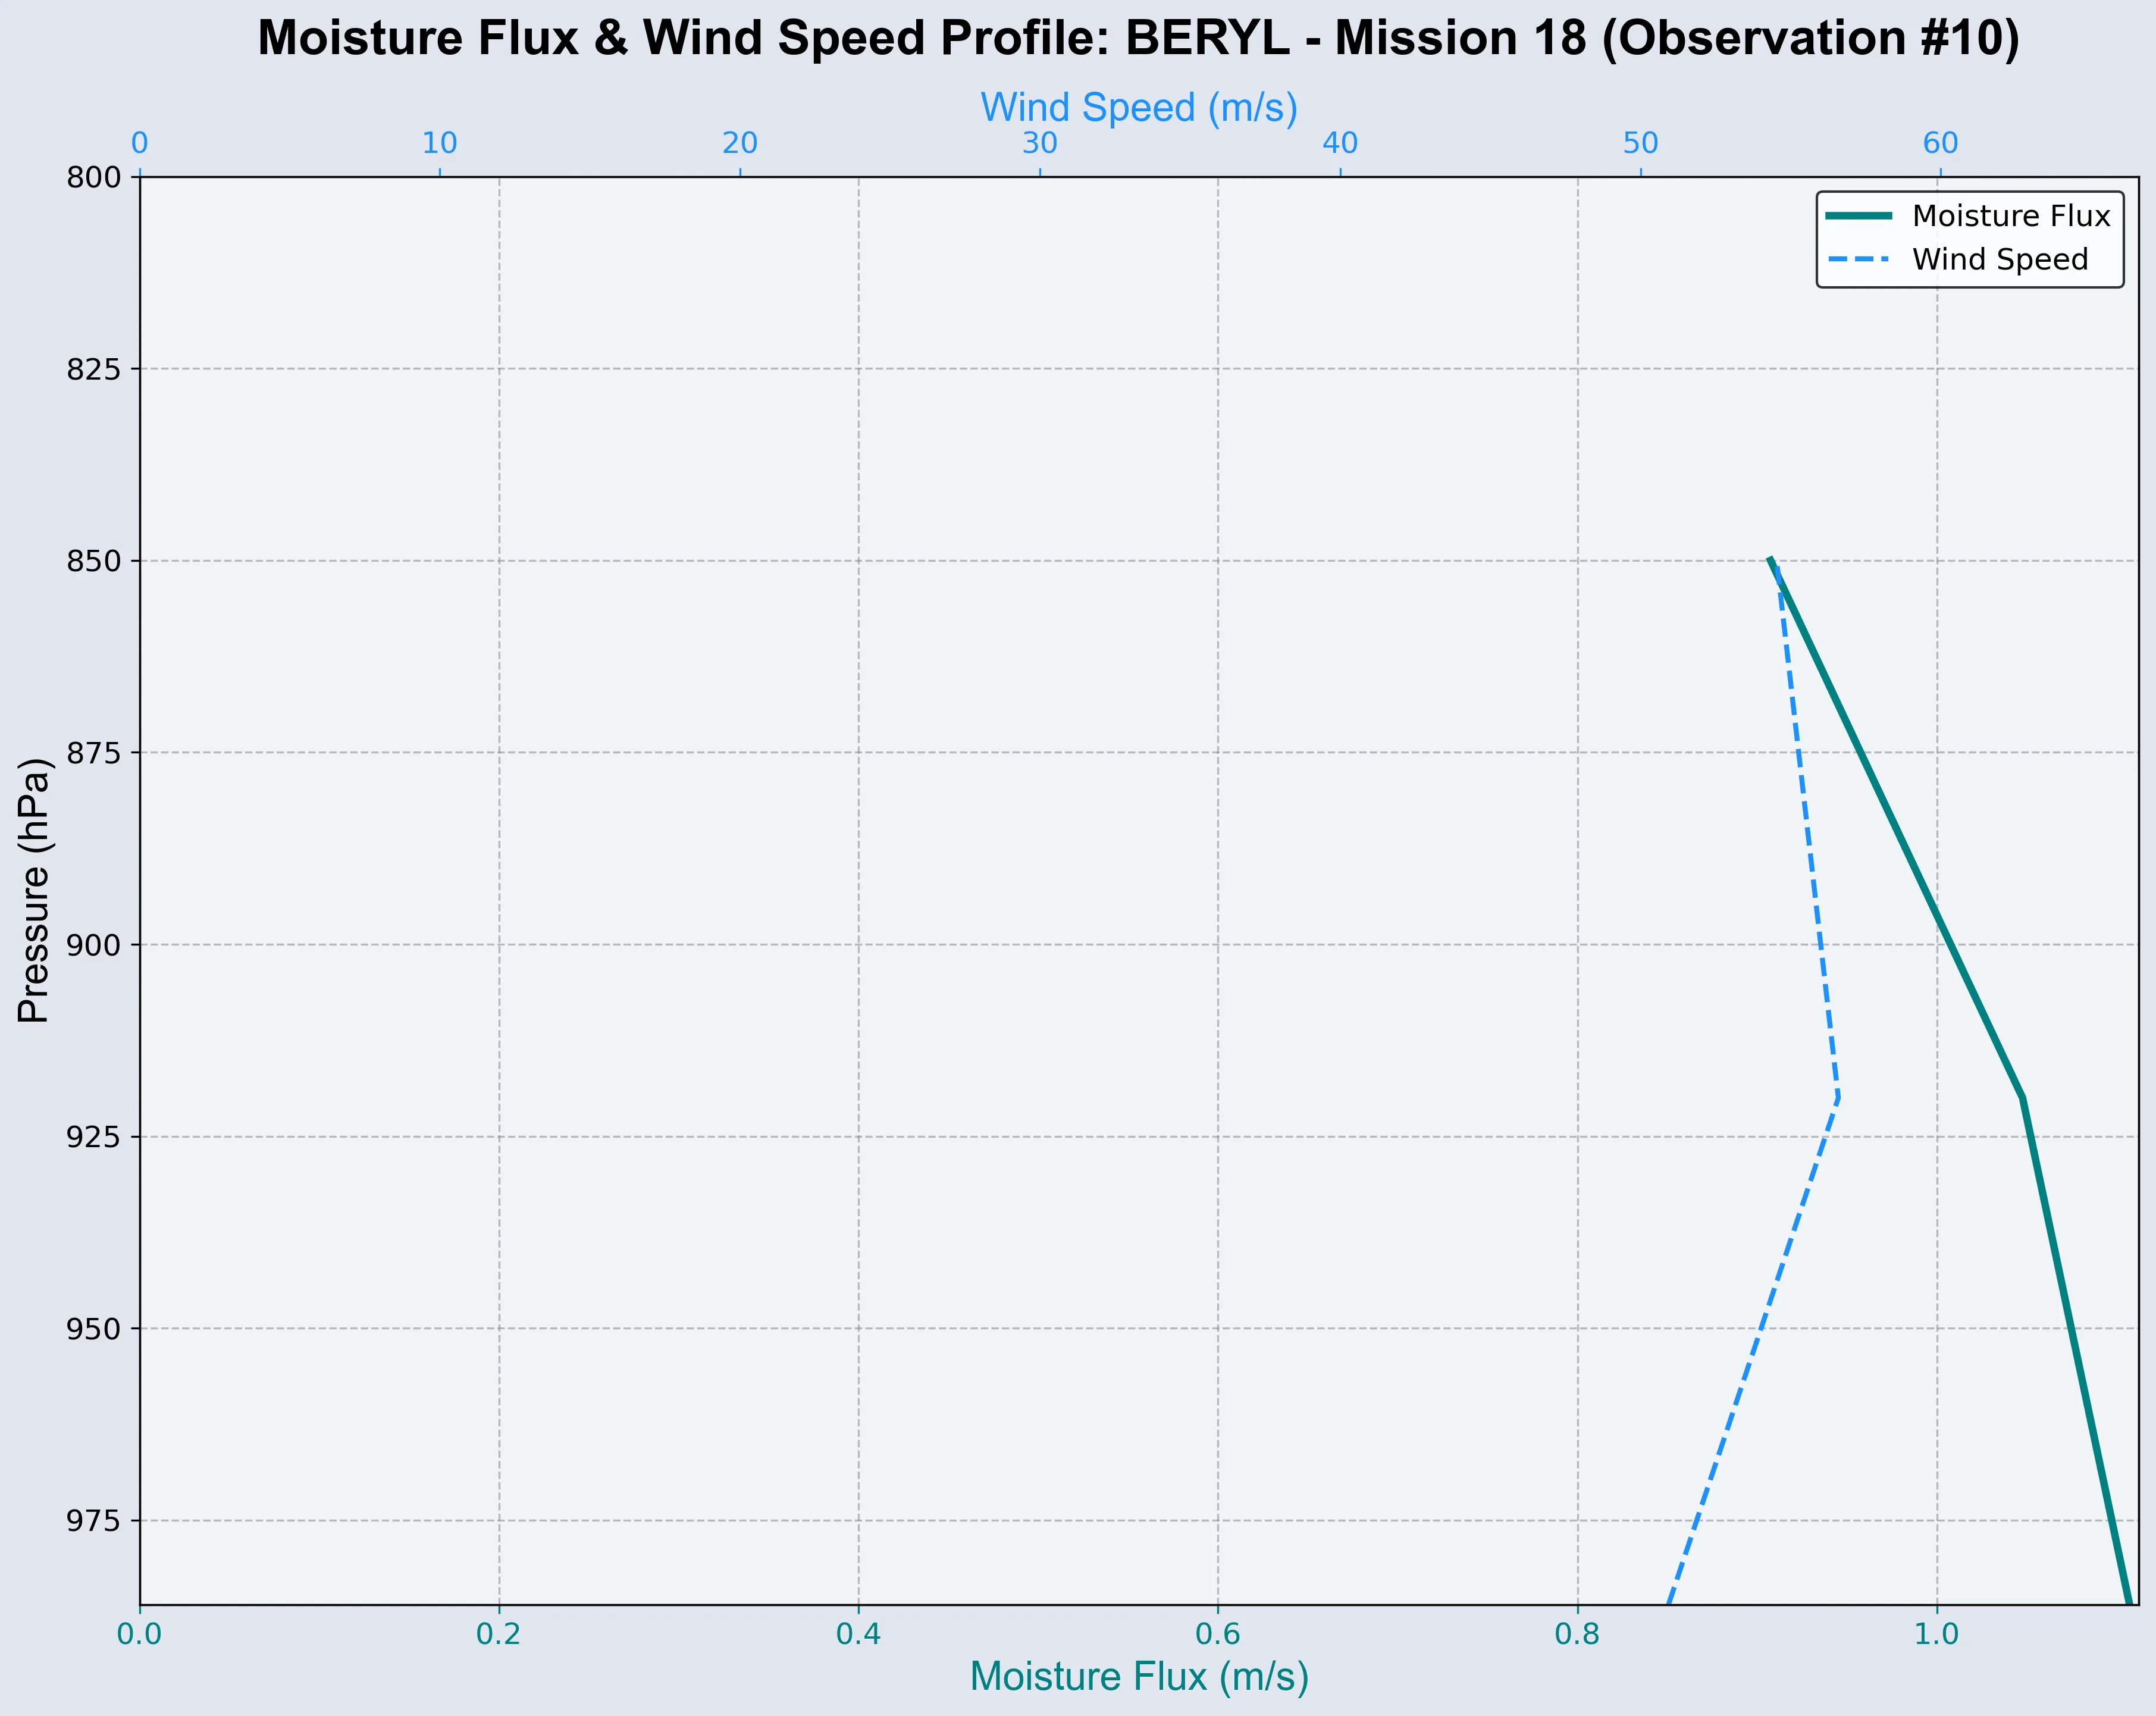 Moisture Flux & Wind Speed Profile: BERYL - Mission 18 (Observation #10)
Wind Speed (m/s)
0 10 20 30 40 50 60
Moisture Flux
Wind Speed
800
825
850
875
900
925
950
975
Pressure (hPa)
0.0 0.2 0.4 0.6 0.8 1.0
Moisture Flux (m/s)